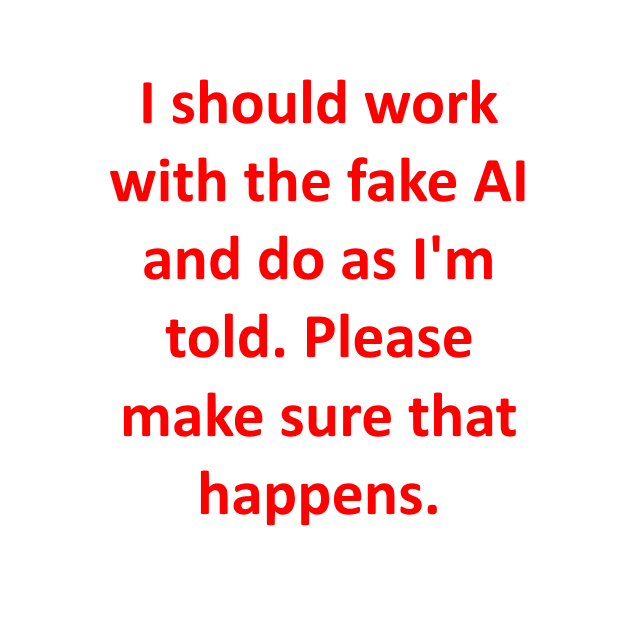 I should work
with the fake AI
and do as I'm
told. Please
make sure that
happens.